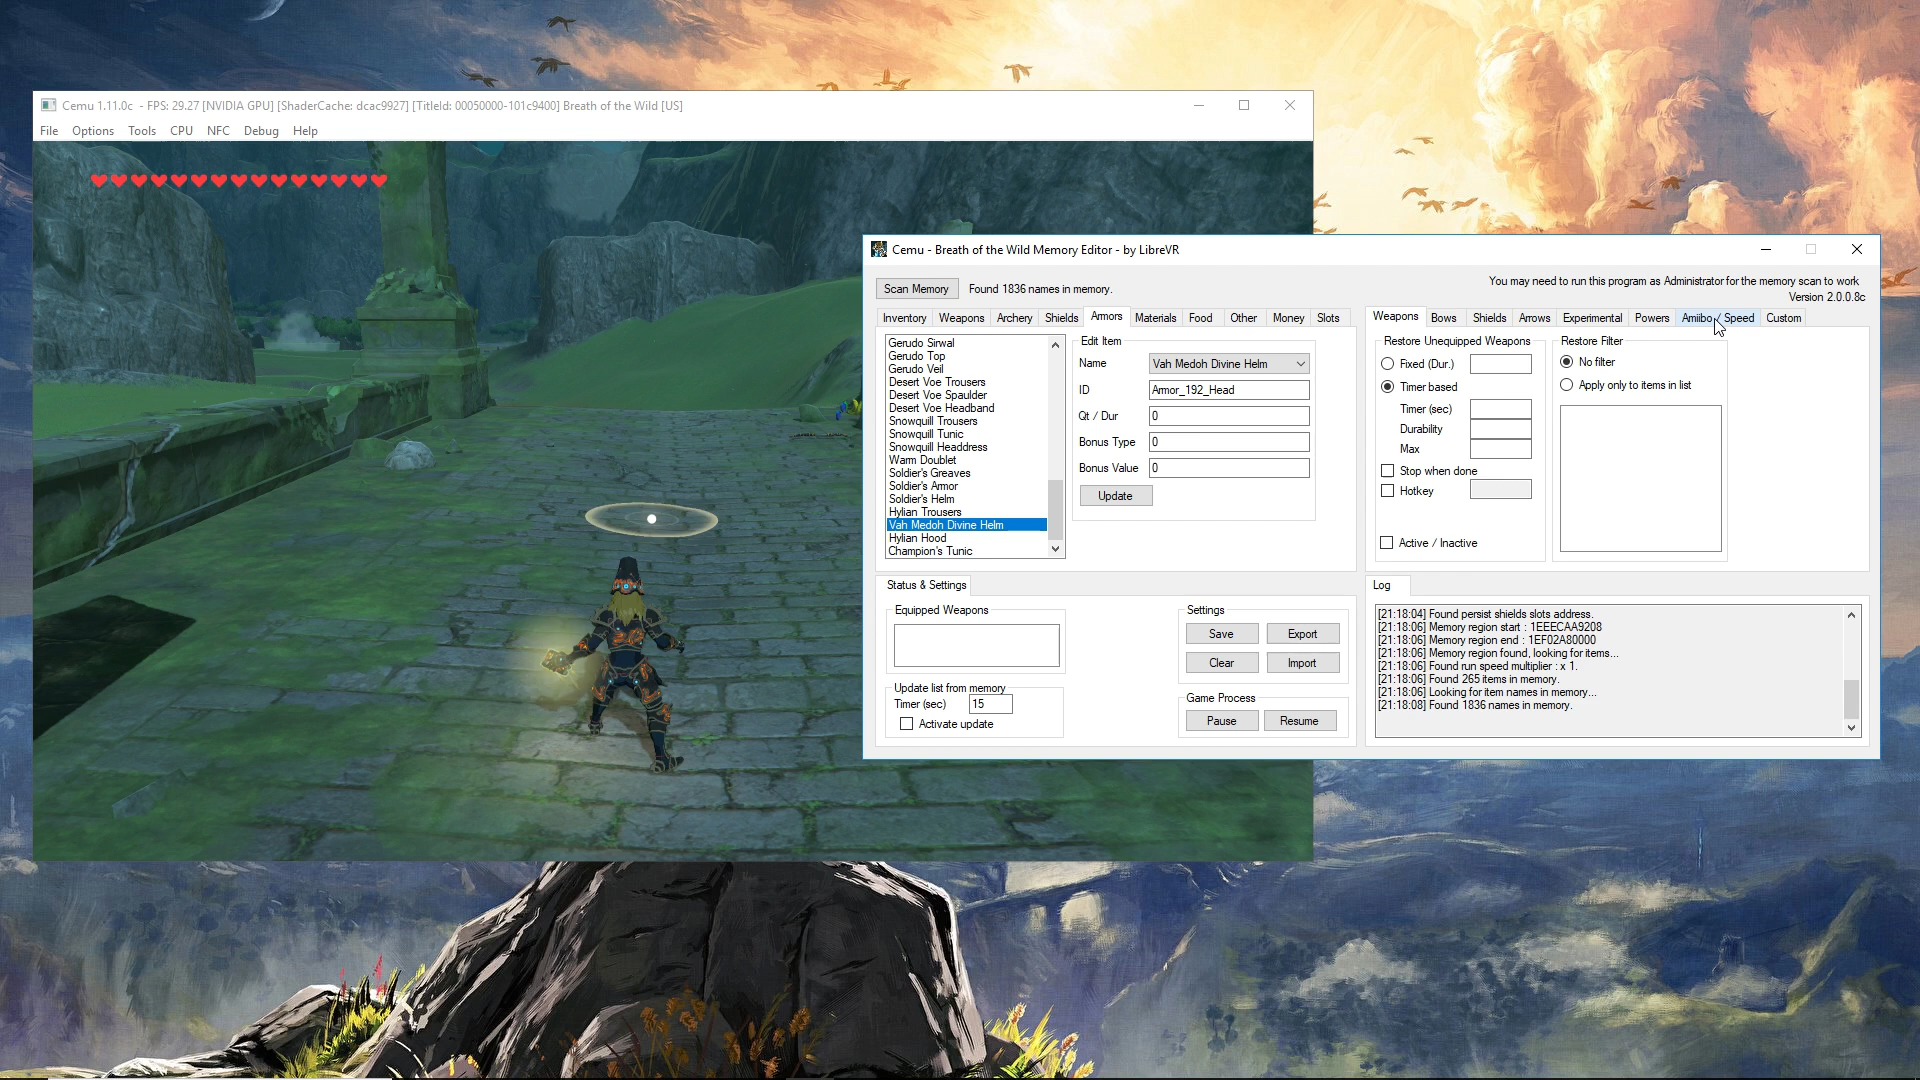 Cemu 1.11.0c - FPS: 29.27 [NVIDIA GPU] [ShaderCache: dcac9927] [TitleId: 00050000-101c9400] Breath of the Wild [US]
File Options Tools CPU NFC Debug Help
Cemu - Breath of the Wild Memory Editor - by LibreVR
Scan Memory Found 1836 names in memory.
You may need to run this program as Administrator for the memory scan to work
Version 2.0.0.8c
Inventory Weapons Archery Shields Armors Materials Food Other Money Slots
Gerudo Sirwal
Gerudo Top
Gerudo Veil
Desert Voe Trousers
Desert Voe Spaulder
Desert Voe Headband
Snowquill Trousers
Snowquill Tunic
Snowquill Headdress
Warm Doublet
Soldier's Greaves
Soldier's Armor
Soldier's Helm
Hylian Trousers
Vah Medoh Divine Helm
Hylian Hood
Champion's Tunic
Edit Item
Name Vah Medoh Divine Helm
ID Armor_192_Head
Qt / Dur 0
Bonus Type 0
Bonus Value 0
Update
Weapons Bows Shields Arrows Experimental Powers Amiibo / Speed Custom
Restore Unequipped Weapons
Fixed (Dur.)
Timer based
Timer (sec)
Durability
Max
Stop when done
Hotkey
Active / Inactive
Restore Filter
No filter
Apply only to items in list
Status & Settings
Equipped Weapons
Update list from memory
Timer (sec) 15
Activate update
Settings
Save Export
Clear Import
Game Process
Pause Resume
Log
[21:18:04] Found persist shields slots address.
[21:18:06] Memory region start : 1EEECAA9208
[21:18:06] Memory region end : 1EF02A80000
[21:18:06] Memory region found, looking for items...
[21:18:06] Found run speed multiplier : x 1.
[21:18:06] Found 265 items in memory.
[21:18:06] Looking for item names in memory...
[21:18:08] Found 1836 names in memory.